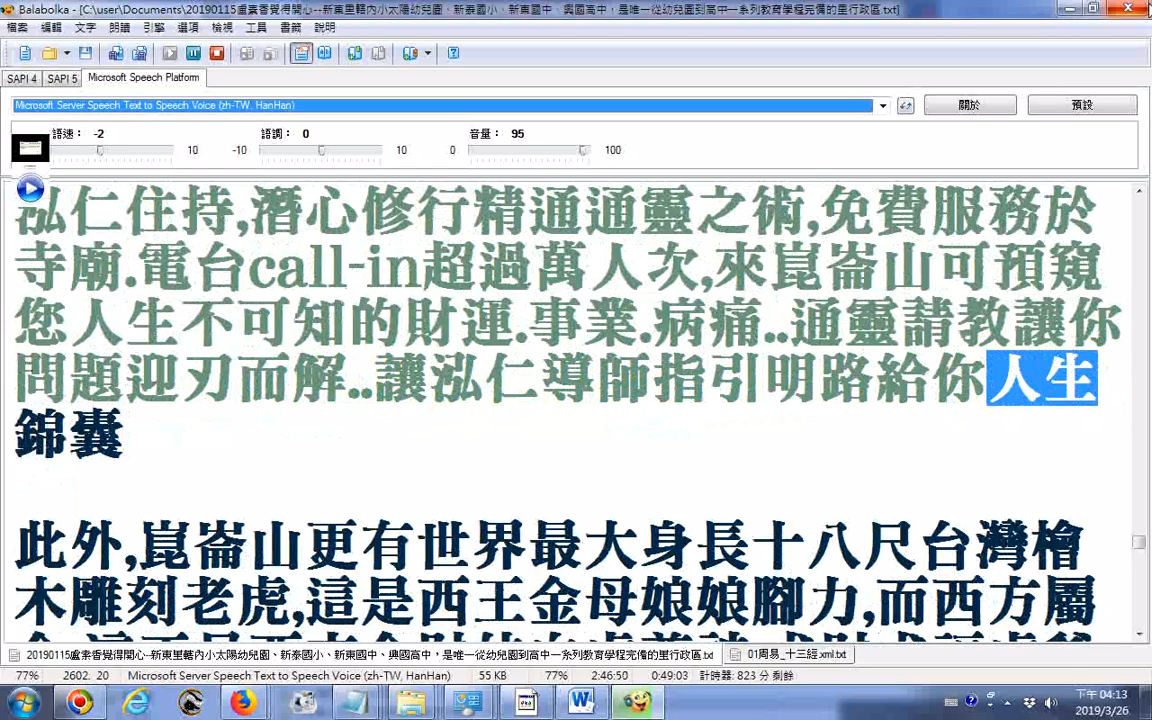 Balabolka - [C:\user\Documents\20190115盧素香覺得開心--新東里轄內小太陽幼兒園、新泰國小、新東國中、興國高中，是唯一從幼兒園到高中一系列教育學程完備的里行政區.txt]
檔案 編輯 文字 朗讀 引擎 選項 檢視 工具 書籤 說明
SAPI 4 SAPI 5 Microsoft Speech Platform
Microsoft Server Speech Text to Speech Voice (zh-TW, HanHan)
關於 預設
語速： -2 語調： 0 音量： 95
10 -10 10 0 100
泓仁住持,潛心修行精通通靈之術,免費服務於
寺廟.電台call-in超過萬人次,來崑崙山可預窺
您人生不可知的財運.事業.病痛..通靈請教讓你
問題迎刃而解..讓泓仁導師指引明路給你人生
錦囊
此外,崑崙山更有世界最大身長十八尺台灣檜
木雕刻老虎,這是西王金母娘娘腳力,而西方屬
20190115盧素香覺得開心--新東里轄內小太陽幼兒園、新泰國小、新東國中、興國高中，是唯一從幼兒園到高中一系列教育學程完備的里行政區.txt 01周易_十三經.xml.txt
77% 2602. 20 Microsoft Server Speech Text to Speech Voice (zh-TW, HanHan) 55 KB 77% 2:46:50 0:49:03 計時器: 823 分 剩餘
下午 04:13
2019/3/26